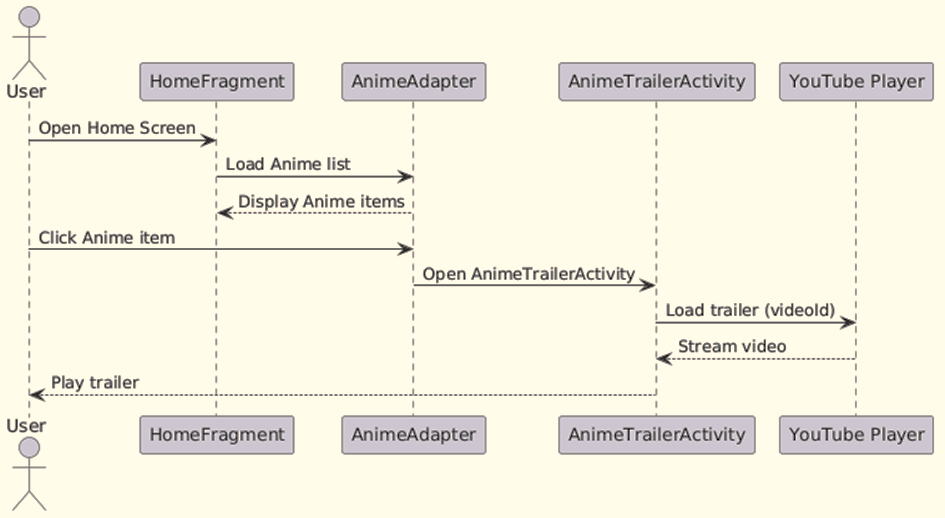 User
HomeFragment
AnimeAdapter
AnimeTrailerActivity
YouTube Player
Open Home Screen
Load Anime list
Display Anime items
Click Anime item
Open AnimeTrailerActivity
Load trailer (videoId)
Stream video
Play trailer
User
HomeFragment
AnimeAdapter
AnimeTrailerActivity
YouTube Player